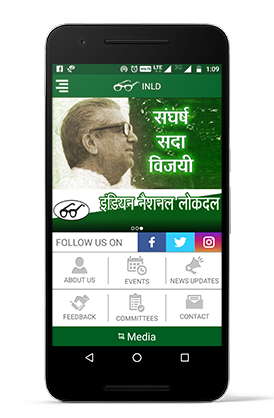 1:09
INLD
संघर्ष
सदा
विजयी
इंडियन नैशनल लोकदल
FOLLOW US ON
ABOUT US
EVENTS
NEWS UPDATES
FEEDBACK
COMMITTEES
CONTACT
Media